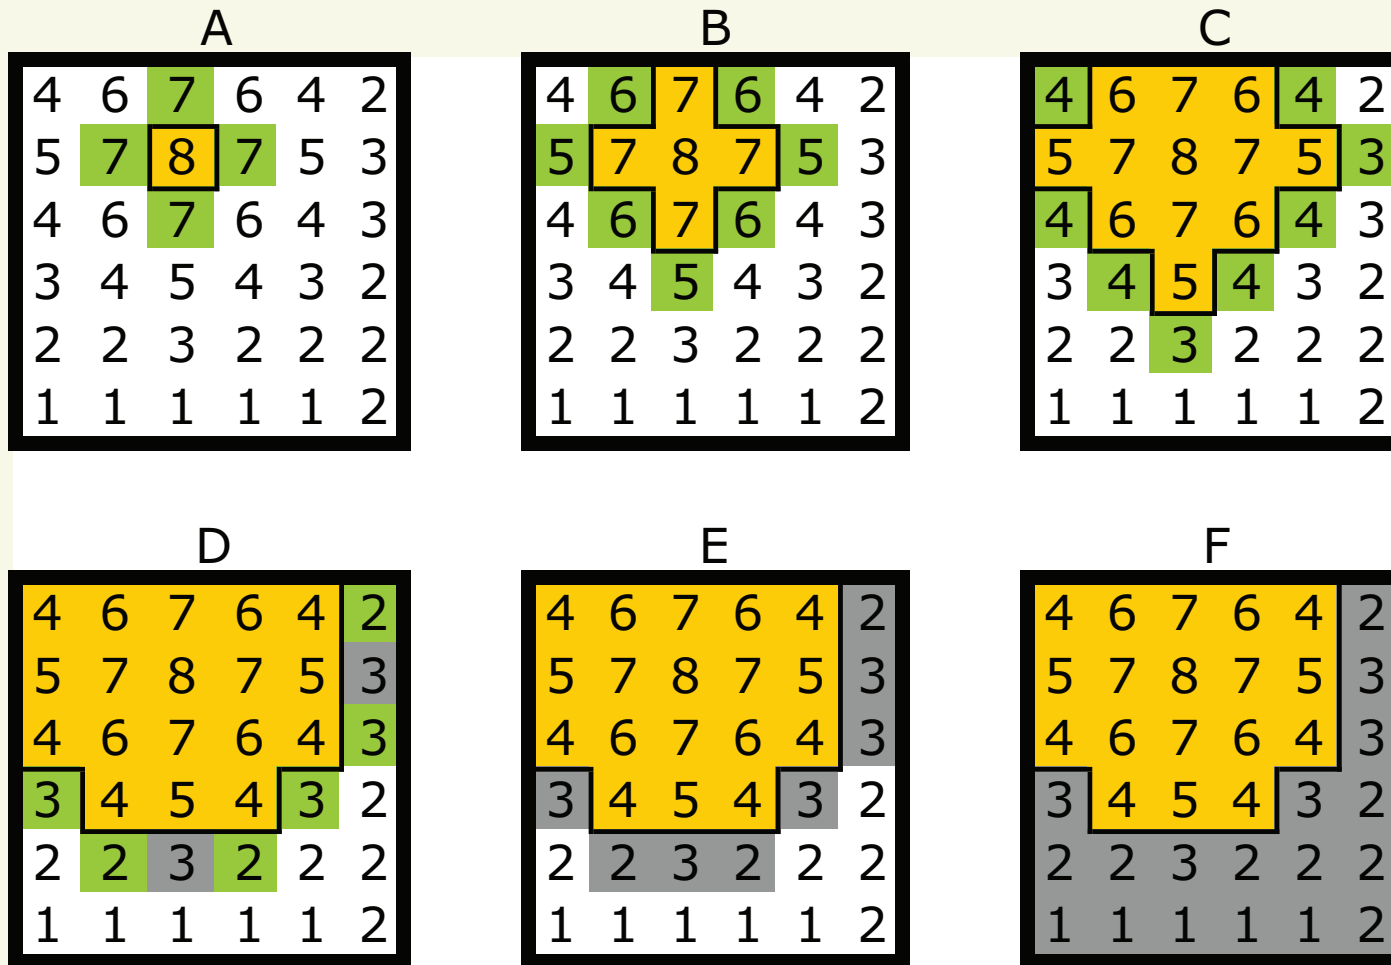 A B C
4 6 7 6 4 2 4 6 7 6 4 2 4 6 7 6 4 2
5 7 8 7 5 3 5 7 8 7 5 3 5 7 8 7 5 3
4 6 7 6 4 3 4 6 7 6 4 3 4 6 7 6 4 3
3 4 5 4 3 2 3 4 5 4 3 2 3 4 5 4 3 2
2 2 3 2 2 2 2 2 3 2 2 2 2 2 3 2 2 2
1 1 1 1 1 2 1 1 1 1 1 2 1 1 1 1 1 2
D E F
4 6 7 6 4 2 4 6 7 6 4 2 4 6 7 6 4 2
5 7 8 7 5 3 5 7 8 7 5 3 5 7 8 7 5 3
4 6 7 6 4 3 4 6 7 6 4 3 4 6 7 6 4 3
3 4 5 4 3 2 3 4 5 4 3 2 3 4 5 4 3 2
2 2 3 2 2 2 2 2 3 2 2 2 2 2 3 2 2 2
1 1 1 1 1 2 1 1 1 1 1 2 1 1 1 1 1 2